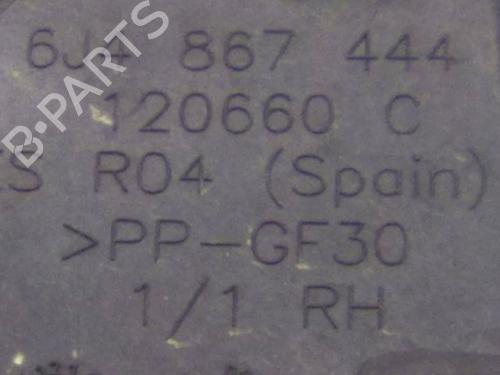 6J4 867 444
120660 C
R04 (Spain)
>PP-GF30
1/1 RH
B-PARTS